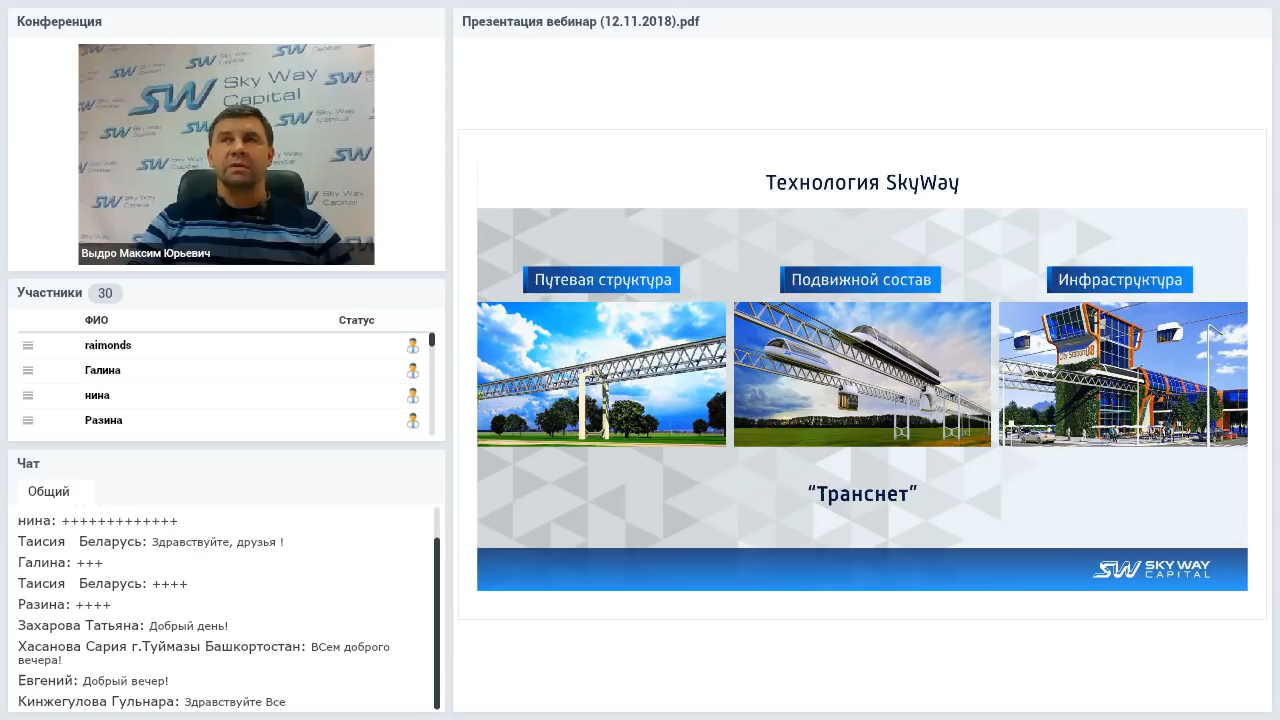 Конференция
SW
Sky Way
Capital
Выдро Максим Юрьевич
Участники 30
ФИО Статус
raimonds
Галина
нина
Разина
Чат
Общий
нина: +++++++++++++
Таисия Беларусь: Здравствуйте, друзья !
Галина: +++
Таисия Беларусь: ++++
Разина: ++++
Захарова Татьяна: Добрый день!
Хасанова Сария г.Туймазы Башкортостан: ВСем доброго
вечера!
Евгений: Добрый вечер!
Кинжегулова Гульнара: Здравствуйте Все
Презентация вебинар (12.11.2018).pdf
Технология SkyWay
Путевая структура
Подвижной состав
Инфраструктура
“Транснет”
SW SKY WAY
CAPITAL